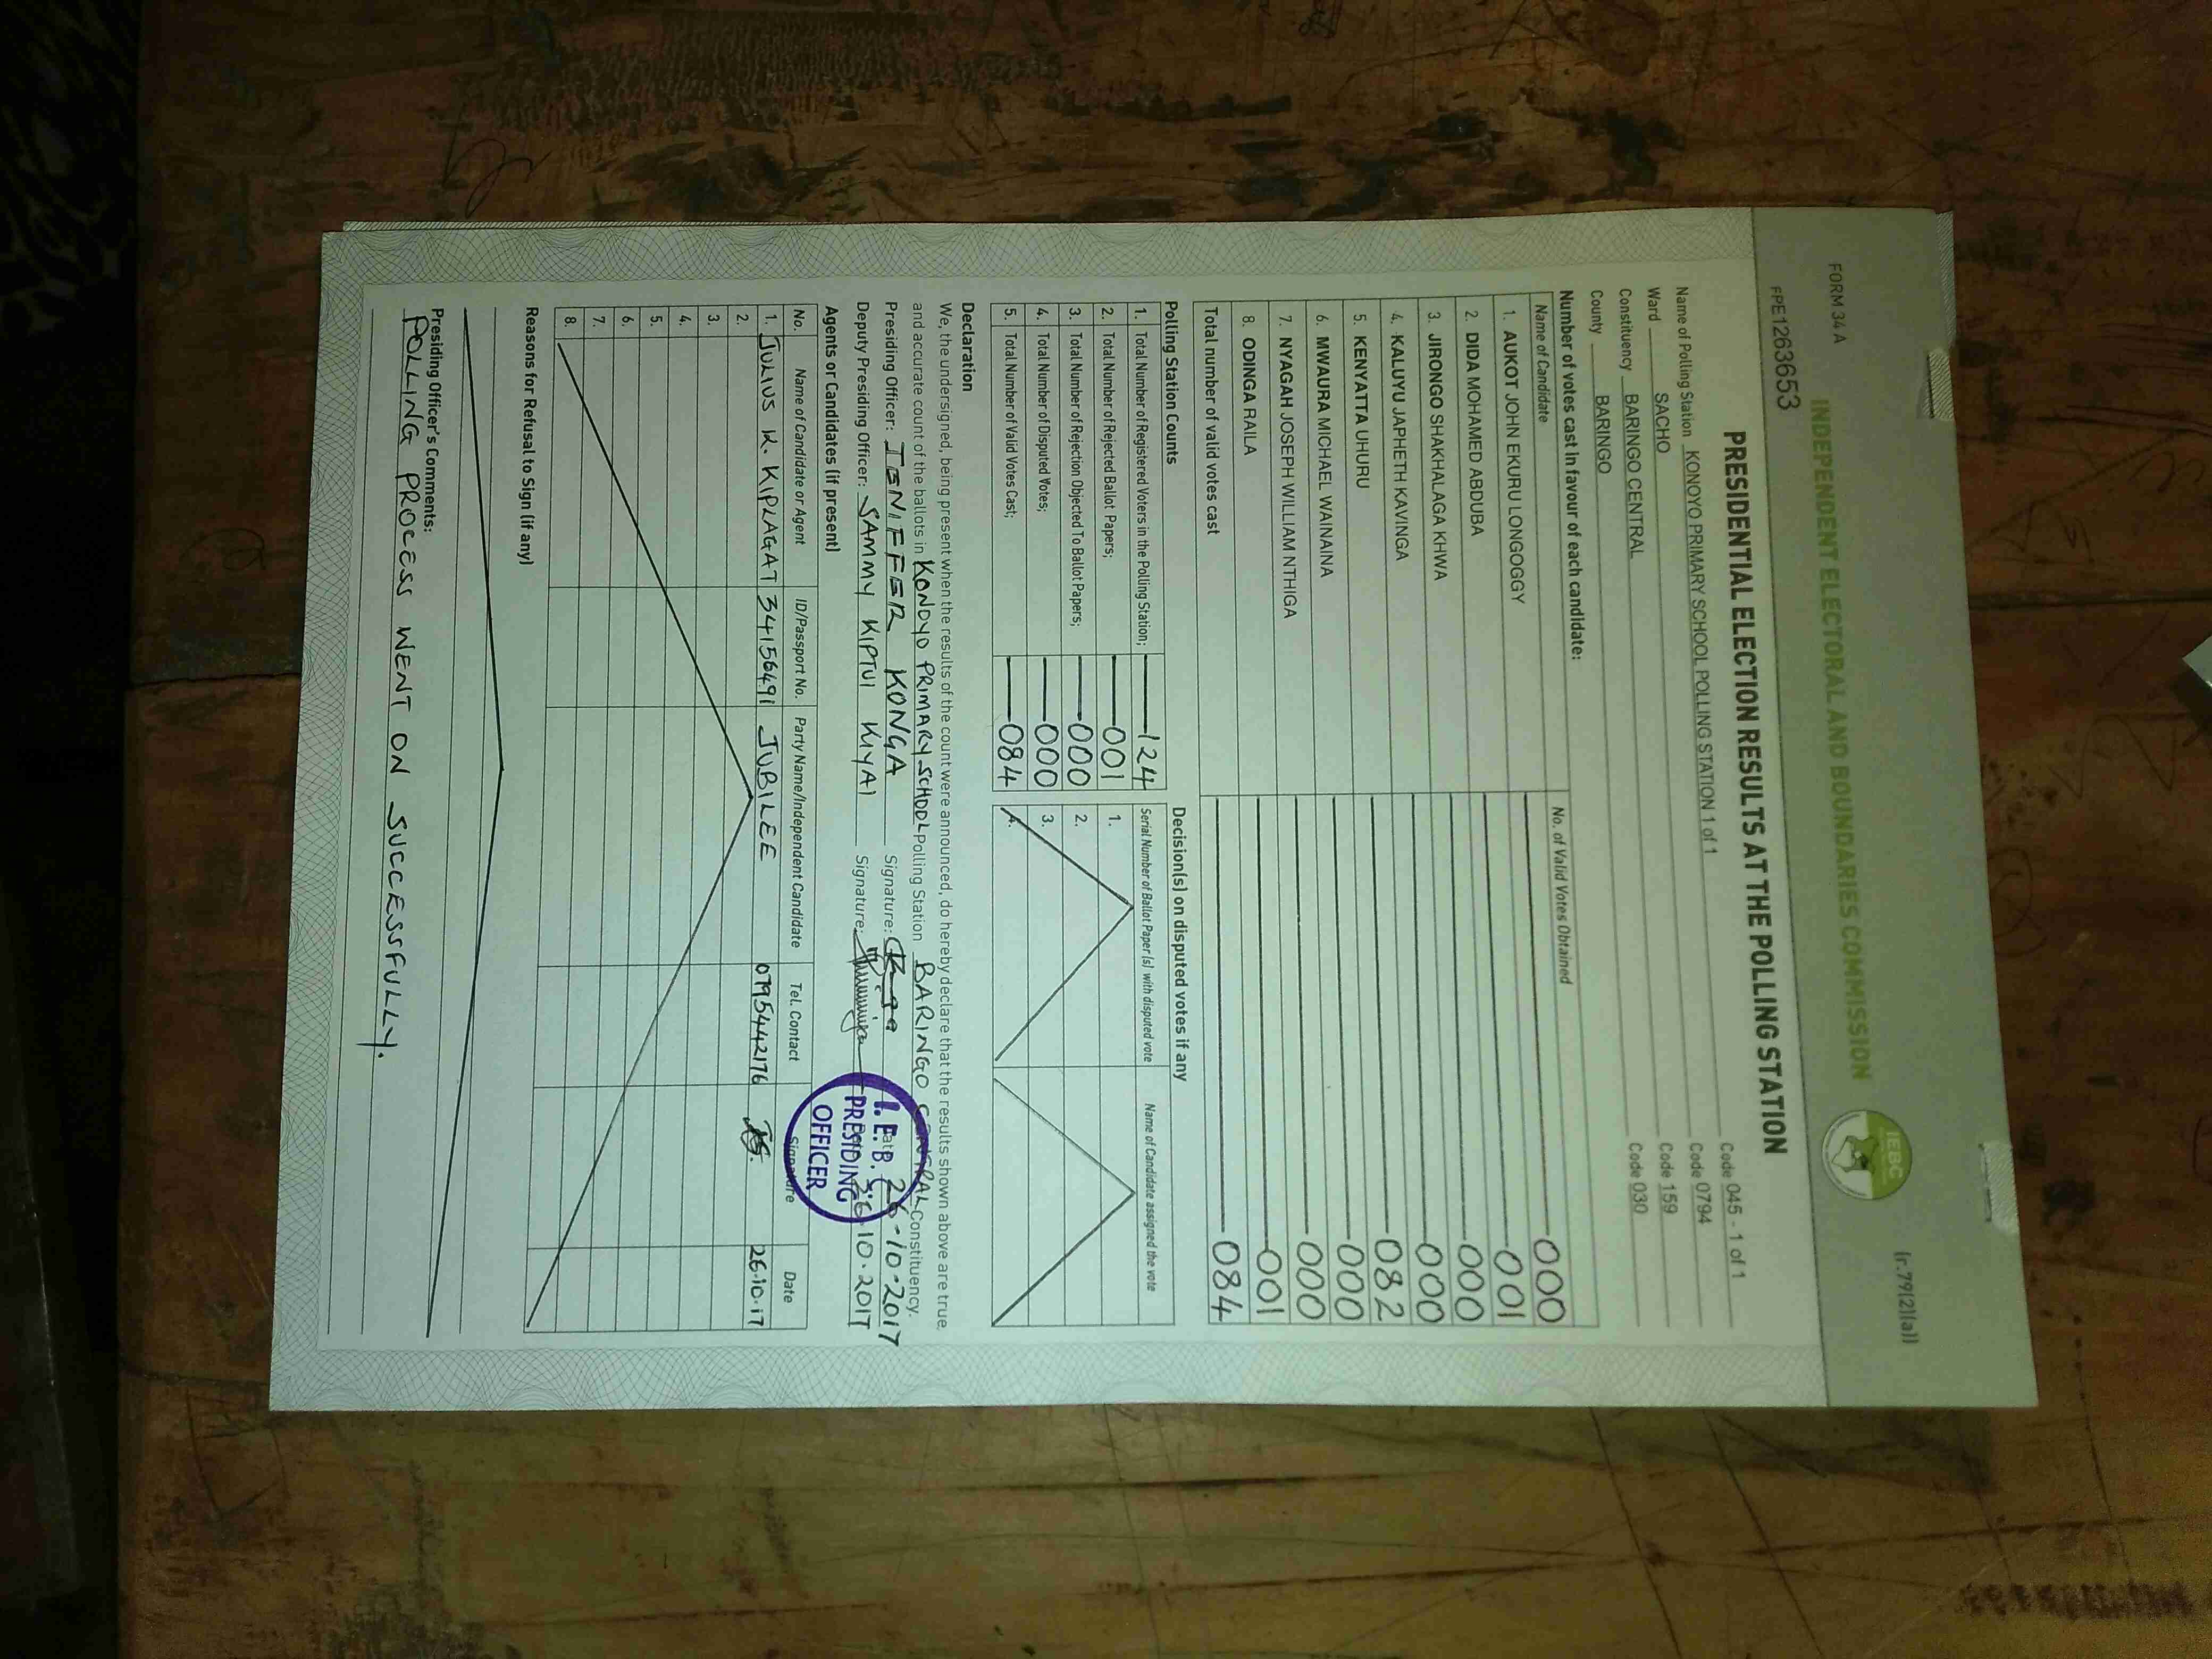 FORM 34 A
(r.79(2)(a))
INDEPENDENT ELECTORAL AND BOUNDARIES COMMISSION
IEBC
FPE1263653
PRESIDENTIAL ELECTION RESULTS AT THE POLLING STATION
Name of Polling Station KONOYO PRIMARY SCHOOL POLLING STATION 1 of 1 Code 045 - 1 of 1
Ward SACHO Code 0794
Constituency BARINGO CENTRAL Code 159
County BARINGO Code 030
Number of votes cast in favour of each candidate:
Name of Candidate No. of Valid Votes Obtained
1. AUKOT JOHN EKURU LONGOGGY 000
2. DIDA MOHAMED ABDUBA 001
3. JIRONGO SHAKHALAGA KHWA 000
4. KALUYU JAPHETH KAVINGA 000
5. KENYATTA UHURU 082
6. MWAURA MICHAEL WAINAINA 000
7. NYAGAH JOSEPH WILLIAM NTHIGA 000
8. ODINGA RAILA 001
Total number of valid votes cast 084
Polling Station Counts
1. Total Number of Registered Voters in the Polling Station; 124
2. Total Number of Rejected Ballot Papers; 001
3. Total Number of Rejection Objected To Ballot Papers; 000
4. Total Number of Disputed Votes; 000
5. Total Number of Valid Votes Cast; 084
Decision(s) on disputed votes if any
Serial Number of Ballot Paper (s) with disputed vote Name of Candidate assigned the vote
1.
2.
3.
4.
Declaration
We, the undersigned, being present when the results of the count were announced, do hereby declare that the results shown above are true
and accurate count of the ballots in KONOYO PRIMARY SCHOOL Polling Station BARINGO CENTRAL Constituency.
Presiding Officer: JENIFFER KONGA Signature: Date 26-10-2017
Deputy Presiding Officer: SAMMY KIPTUI KIYAI Signature: 26.10.2017
I.E.B.C.
PRESIDING
OFFICER
Agents or Candidates (if present)
No. Name of Candidate or Agent ID/Passport No. Party Name/Independent Candidate Tel. Contact Signature Date
1. JULIUS K. KIPLAGAT 34156491 JUBILEE 0795442176 26.10.17
2.
3.
4.
5.
6.
7.
8.
Reasons for Refusal to Sign (if any)
Presiding Officer's Comments:
POLLING PROCESS WENT ON SUCCESSFULLY.